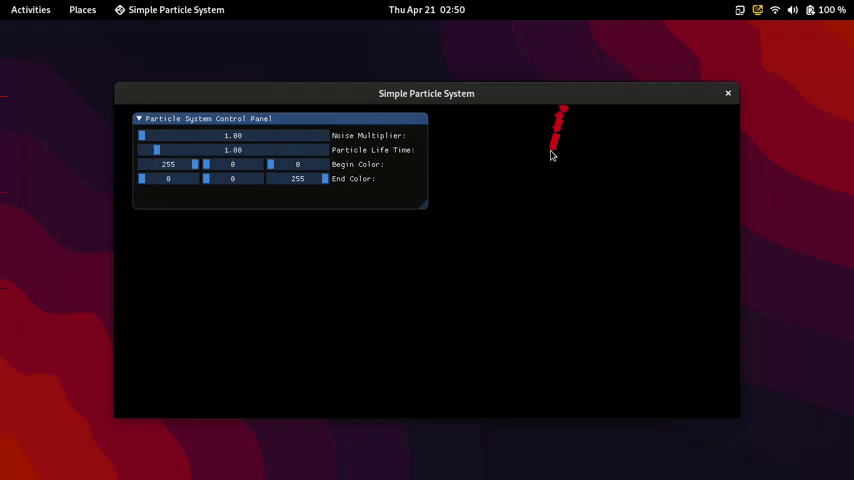 Activities Places Simple Particle System Thu Apr 21 02:50 100 %
Simple Particle System
Particle System Control Panel
1.00 Noise Multiplier:
1.00 Particle Life Time:
255 0 0 Begin Color:
0 0 255 End Color: